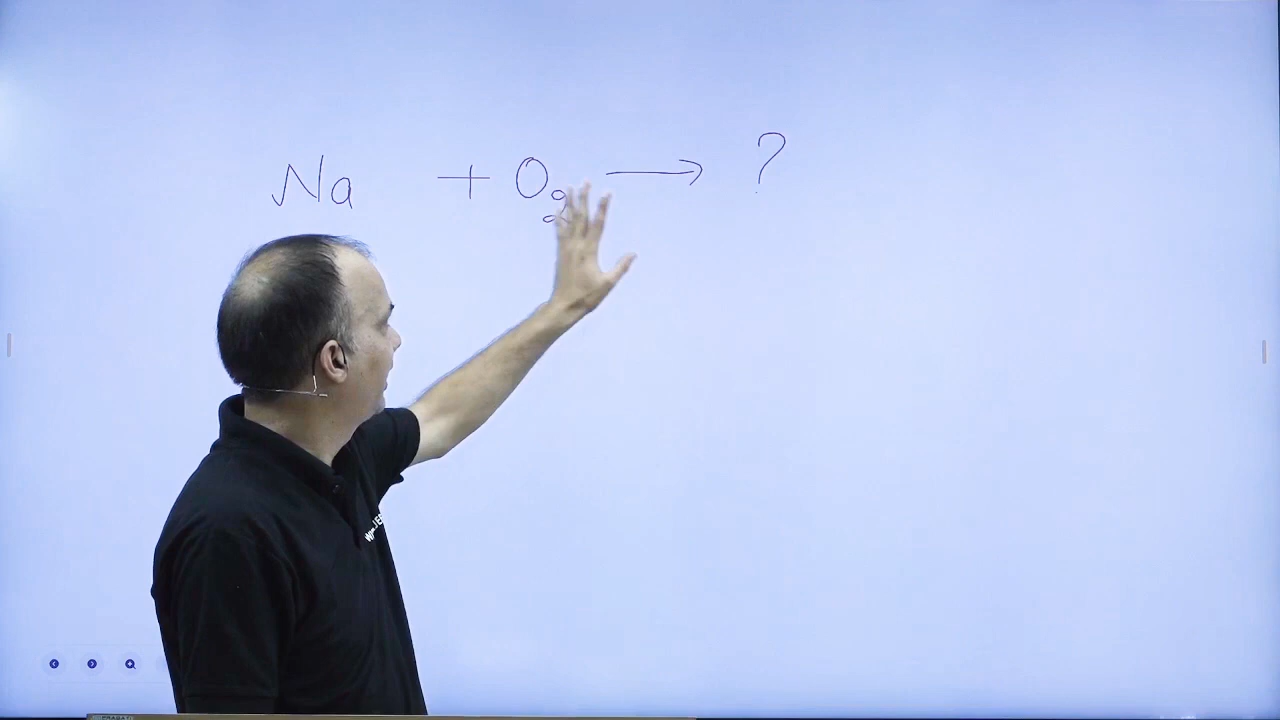 Na + O₂ → ?